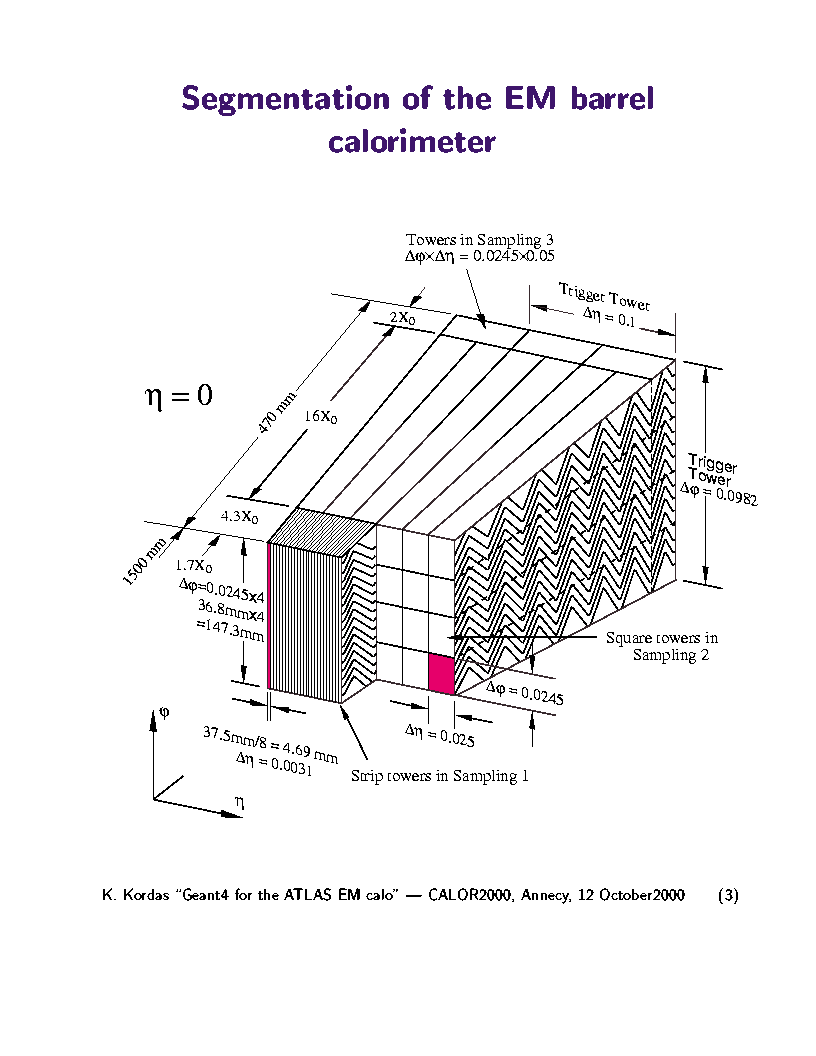 Segmentation of the EM barrel
calorimeter
Towers in Sampling 3
Δφ×Δη = 0.0245×0.05
Trigger Tower
Δη = 0.1
2X0
η = 0
470 mm
16X0
Trigger
Tower
Δφ = 0.0982
4.3X0
1500 mm
1.7X0
Δφ=0.0245x4
36.8mmx4
=147.3mm
Square towers in
Sampling 2
Δφ = 0.0245
φ
37.5mm/8 = 4.69 mm
Δη = 0.0031
Δη = 0.025
Strip towers in Sampling 1
η
K. Kordas “Geant4 for the ATLAS EM calo” — CALOR2000, Annecy, 12 October2000 (3)